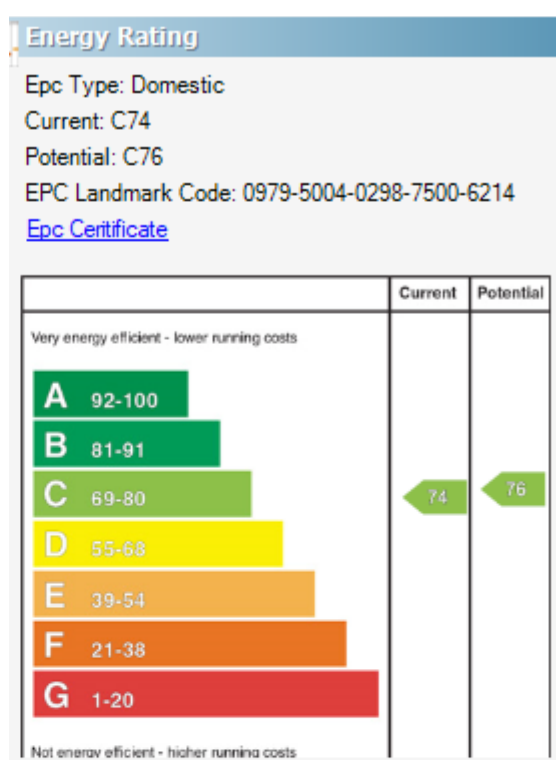 Energy Rating
Epc Type: Domestic
Current: C74
Potential: C76
EPC Landmark Code: 0979-5004-0298-7500-6214
Epc Ceritificate
Current Potential
Very energy efficient - lower running costs
A 92-100
B 81-91
C 69-80 74 76
D 55-68
E 39-54
F 21-38
G 1-20
Not energy efficient - higher running costs